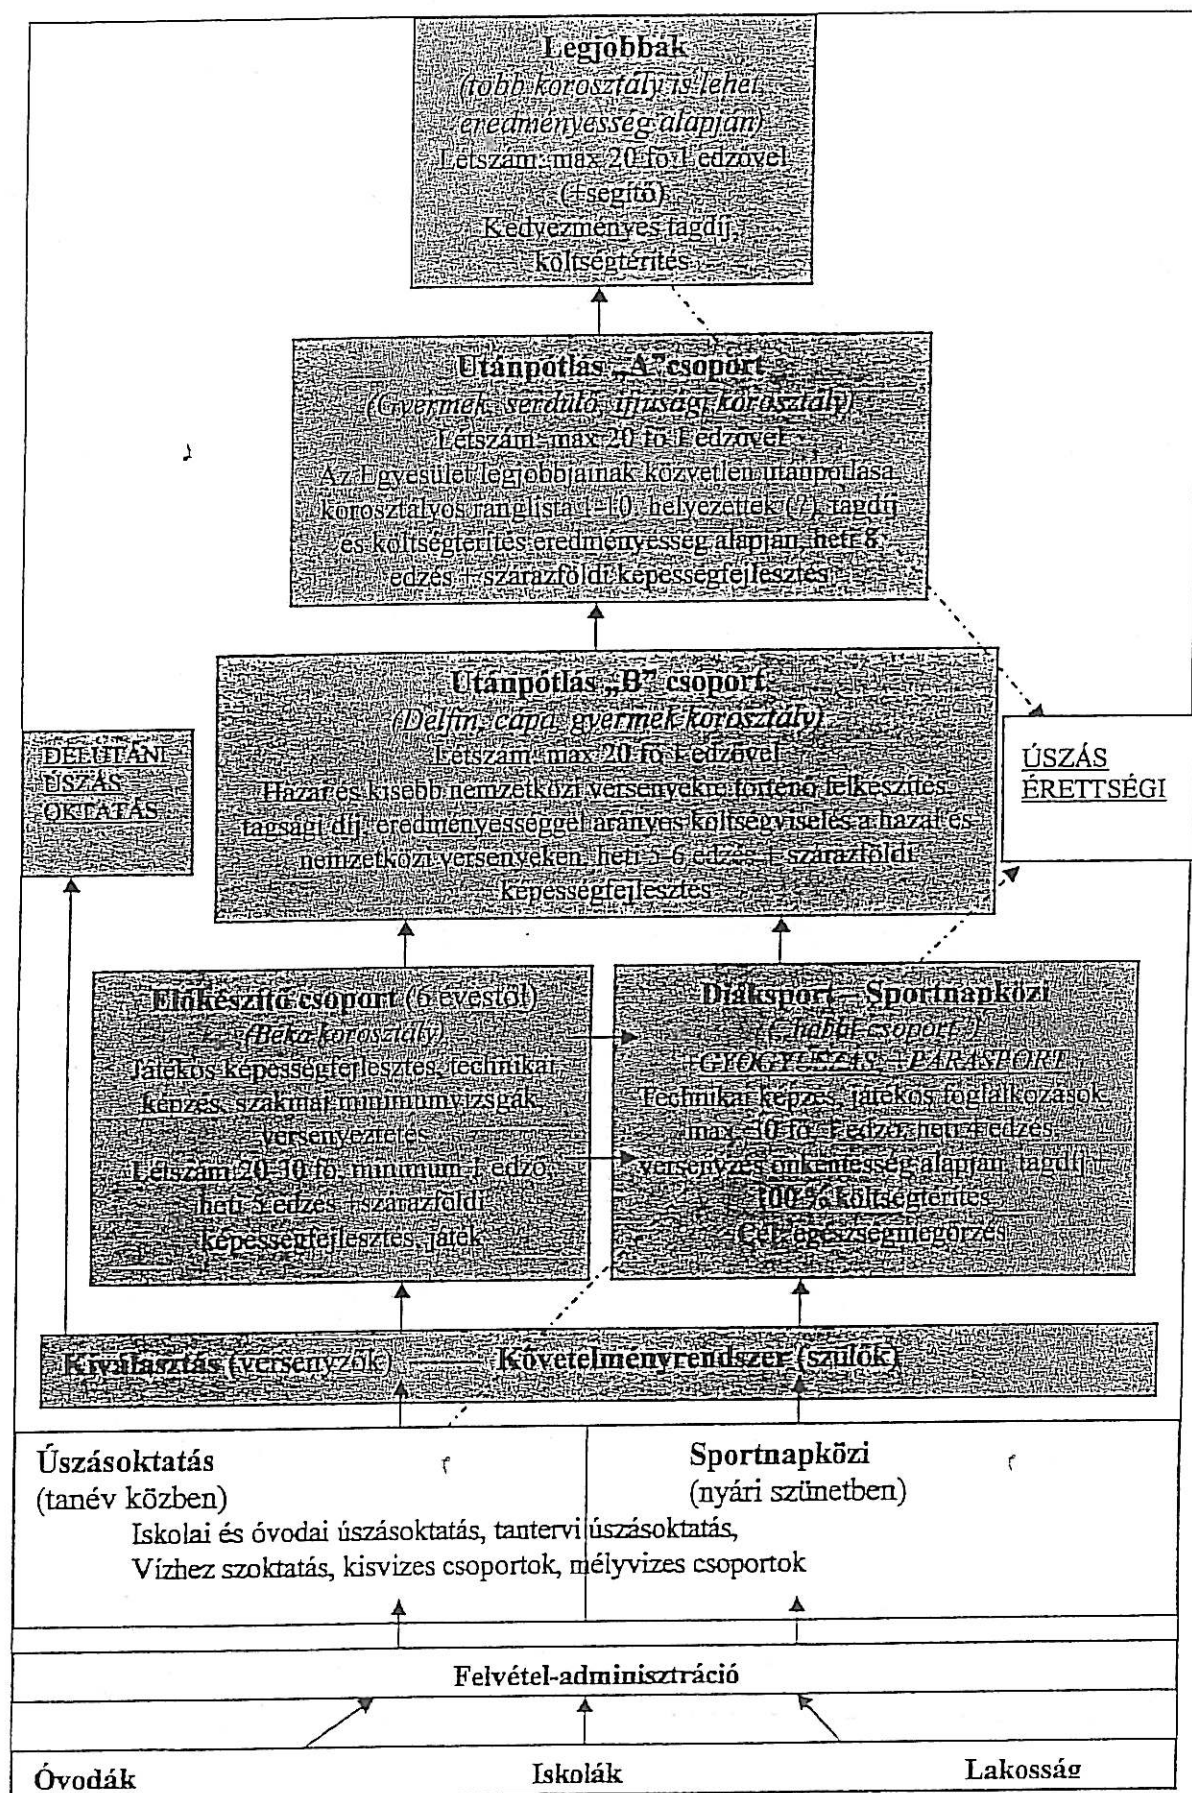 Legjobbak
(több korosztály is lehet,
eredményesség alapján)
Létszám: max 20 fő 1 edzővel
(+segítő)
Kedvezményes tagdíj,
költségtérítés
Utánpótlás „A”csoport
(Gyermek, serdülő, ifjúsági korosztály)
Létszám: max 20 fő 1 edzővel
Az Egyesület legjobbjainak közvetlen utánpótlása
korosztályos ranglista 1-10. helyezettek (?), tagdíj
és költségtérítés eredményesség alapján, heti 8
edzés + szárazföldi képességfejlesztés
Utánpótlás „B” csoport
(Delfin, cápa, gyermek korosztály)
Létszám: max 20 fő 1 edzővel
Hazai és kisebb nemzetközi versenyekre történő felkészítés,
tagsági díj, eredményességgel arányos költségviselés a hazai és
nemzetközi versenyeken, heti 5-6 edzés + szárazföldi
képességfejlesztés
DÉLUTÁNI
ÚSZÁS
OKTATÁS
ÚSZÁS
ÉRETTSÉGI
Előkészítő csoport (6 évestől)
(Béka korosztály)
Játékos képességfejlesztés, technikai
képzés, szakmai minimumvizsgák,
versenyeztetés
Létszám: 20-30 fő, minimum 1 edző,
heti 5 edzés +szárazföldi
képességfejlesztés, játék
Diáksport – Sportnapközi
("hobbi csoport")
+GYÓGYÚSZÁS, +PARASPORT
Technikai képzés, játékos foglalkozások,
max. fő, 1 edző, heti 4 edzés,
versenyzés önkéntesség alapján, tagdíj +
100 % költségtérítés
Cél: egészségmegőrzés
Kiválasztás (versenyzők) —— Követelményrendszer (szülők)
Úszásoktatás
(tanév közben)
Sportnapközi
(nyári szünetben)
Iskolai és óvodai úszásoktatás, tantervi úszásoktatás,
Vízhez szoktatás, kisvizes csoportok, mélyvizes csoportok
Felvétel-adminisztráció
Óvodák
Iskolák
Lakosság